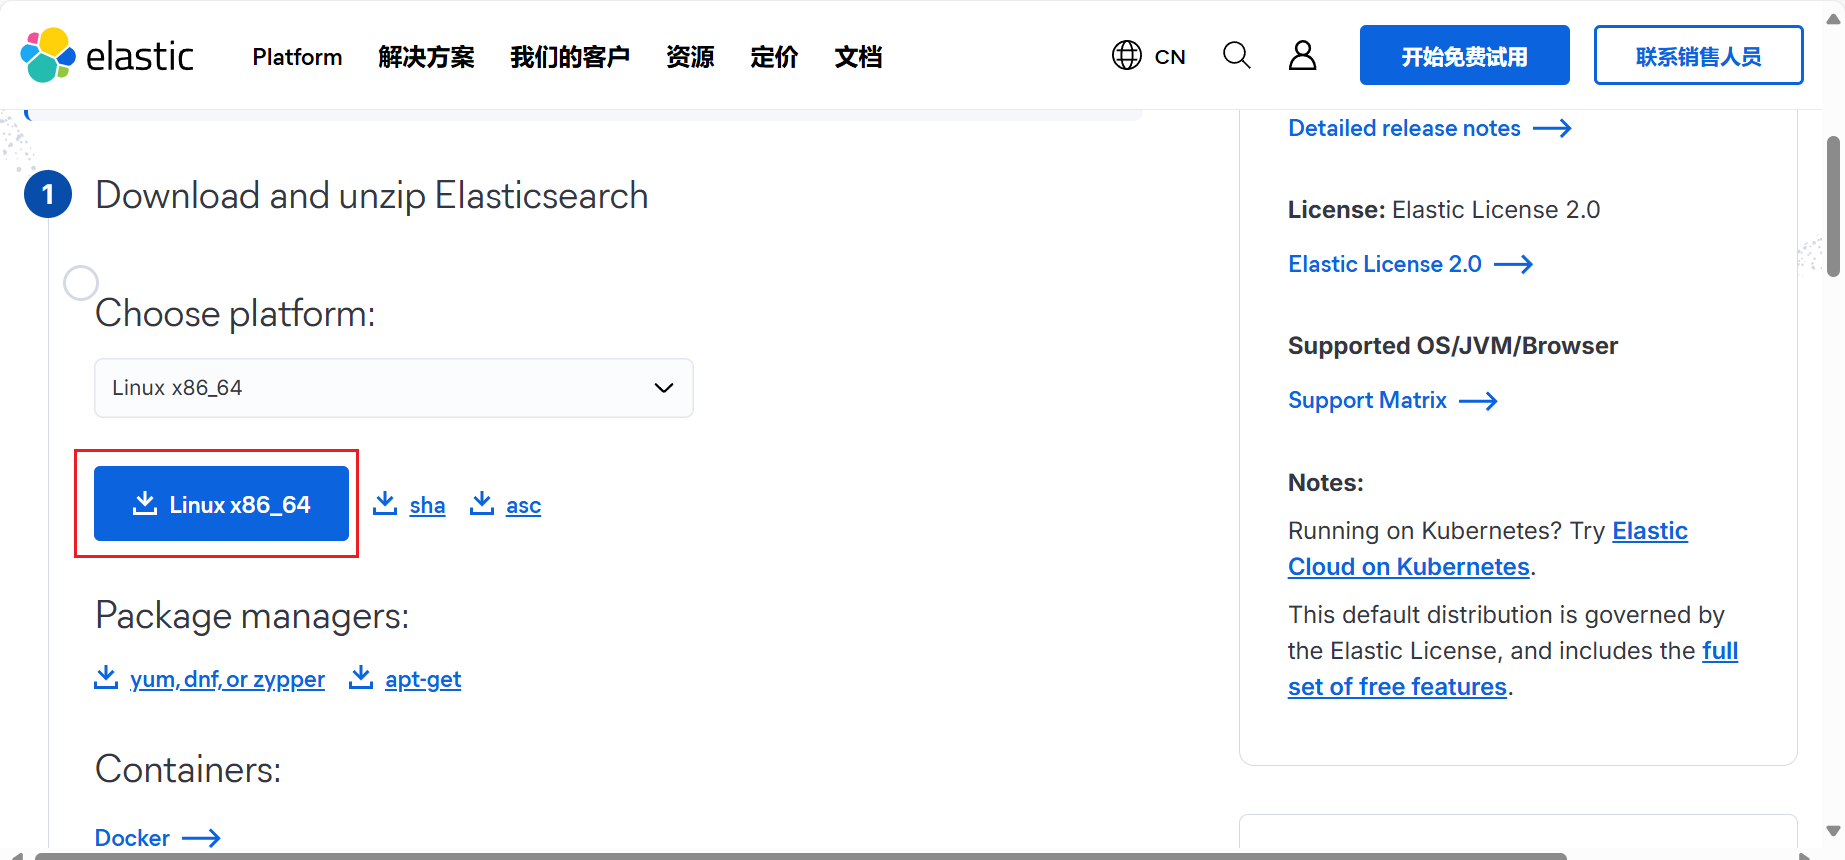 elastic
Platform 解决方案 我们的客户 资源 定价 文档
CN
开始免费试用
联系销售人员
1 Download and unzip Elasticsearch
Choose platform:
Linux x86_64
Linux x86_64 sha asc
Package managers:
yum, dnf, or zypper apt-get
Containers:
Docker
Detailed release notes
License: Elastic License 2.0
Elastic License 2.0
Supported OS/JVM/Browser
Support Matrix
Notes:
Running on Kubernetes? Try Elastic
Cloud on Kubernetes.
This default distribution is governed by
the Elastic License, and includes the full
set of free features.